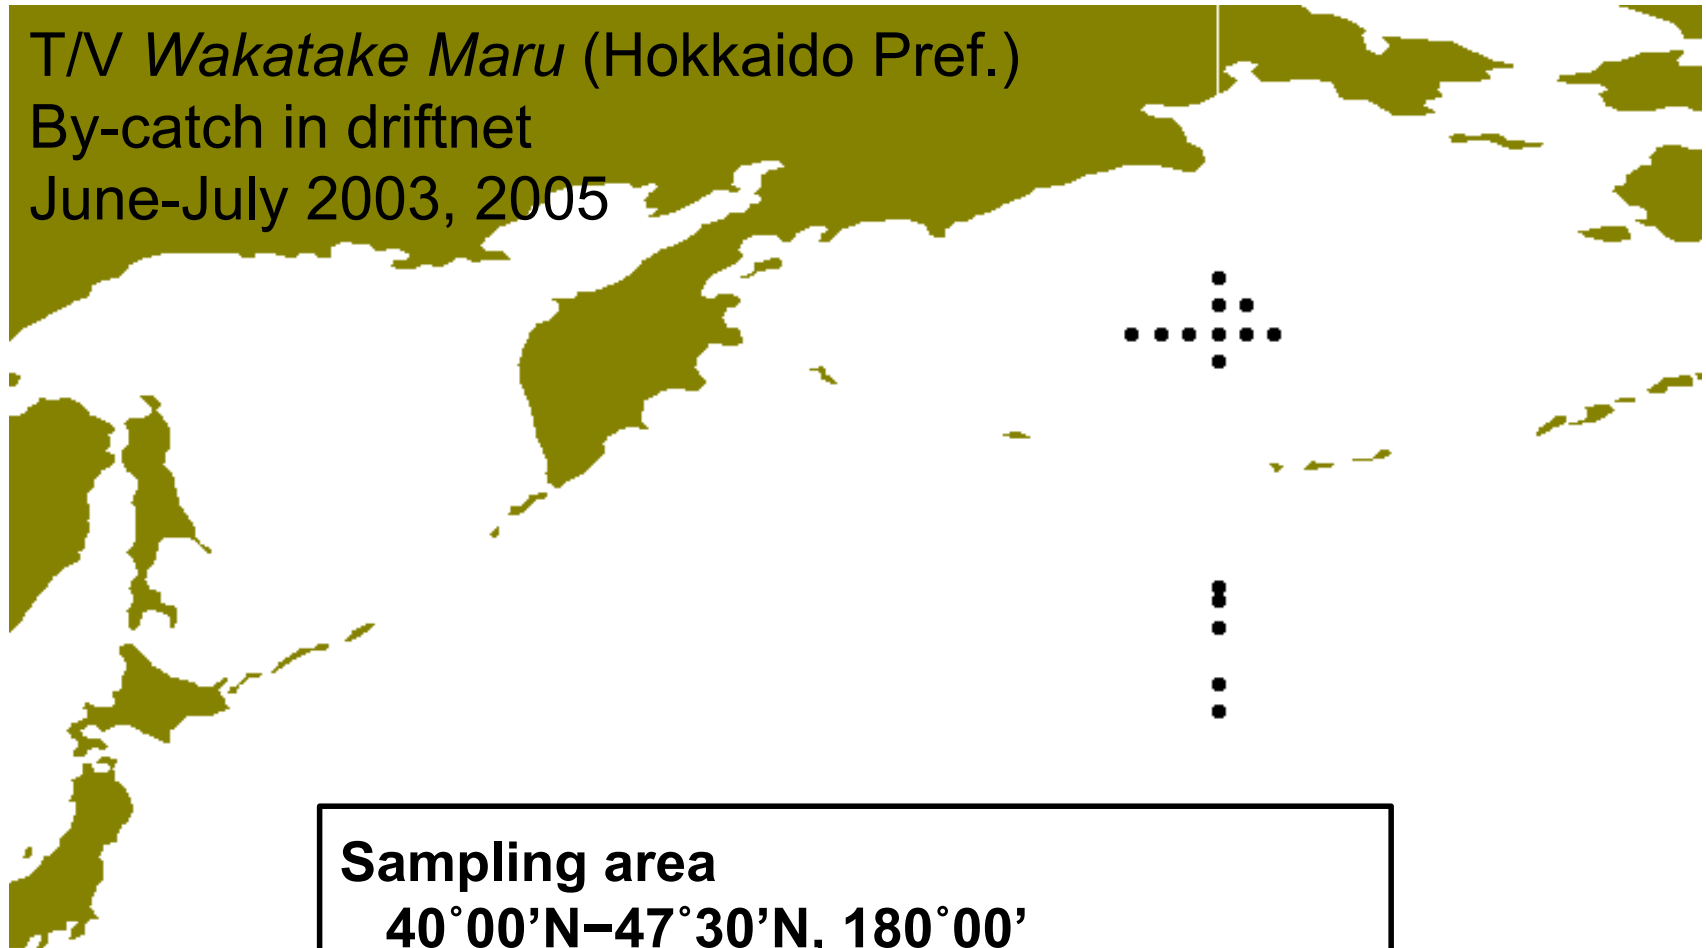 T/V Wakatake Maru (Hokkaido Pref.)
By-catch in driftnet
June-July 2003, 2005
Sampling area
40˚00’N−47˚30’N, 180˚00’